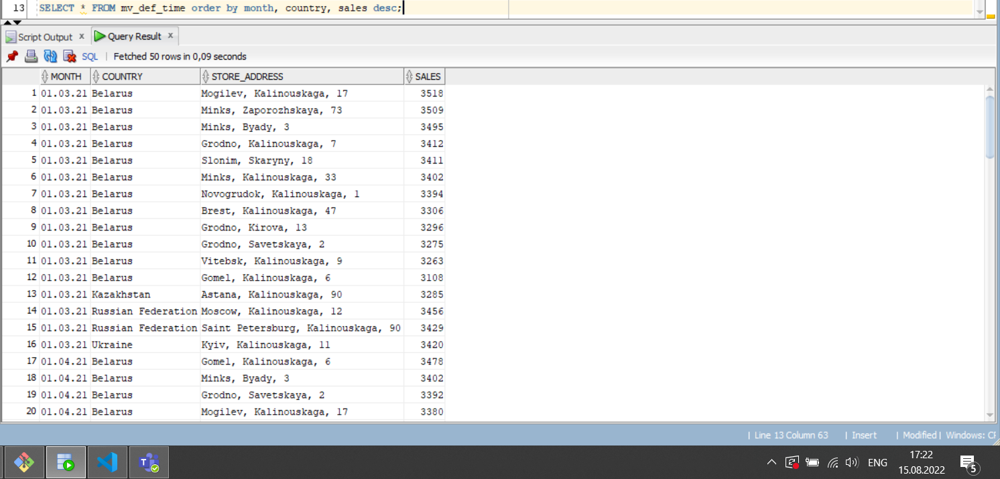 13 SELECT * FROM mv_def_time order by month, country, sales desc;
Script Output x Query Result x
SQL | Fetched 50 rows in 0,09 seconds
MONTH COUNTRY STORE_ADDRESS SALES
1 01.03.21 Belarus Mogilev, Kalinouskaga, 17 3518
2 01.03.21 Belarus Minks, Zaporozhskaya, 73 3509
3 01.03.21 Belarus Minks, Byady, 3 3495
4 01.03.21 Belarus Grodno, Kalinouskaga, 7 3412
5 01.03.21 Belarus Slonim, Skaryny, 18 3411
6 01.03.21 Belarus Minks, Kalinouskaga, 33 3402
7 01.03.21 Belarus Novogrudok, Kalinouskaga, 1 3394
8 01.03.21 Belarus Brest, Kalinouskaga, 47 3306
9 01.03.21 Belarus Grodno, Kirova, 13 3296
10 01.03.21 Belarus Grodno, Savetskaya, 2 3275
11 01.03.21 Belarus Vitebsk, Kalinouskaga, 9 3263
12 01.03.21 Belarus Gomel, Kalinouskaga, 6 3108
13 01.03.21 Kazakhstan Astana, Kalinouskaga, 90 3285
14 01.03.21 Russian Federation Moscow, Kalinouskaga, 12 3456
15 01.03.21 Russian Federation Saint Petersburg, Kalinouskaga, 90 3429
16 01.03.21 Ukraine Kyiv, Kalinouskaga, 11 3420
17 01.04.21 Belarus Gomel, Kalinouskaga, 6 3478
18 01.04.21 Belarus Minks, Byady, 3 3402
19 01.04.21 Belarus Grodno, Savetskaya, 2 3392
20 01.04.21 Belarus Mogilev, Kalinouskaga, 17 3380
| Line 13 Column 63 | Insert | Modified | Windows: CF
ENG 17:22
15.08.2022 5